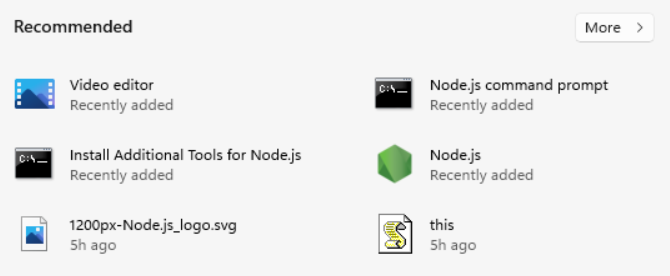 Recommended
More
Video editor
Recently added
Node.js command prompt
Recently added
Install Additional Tools for Node.js
Recently added
Node.js
Recently added
1200px-Node.js_logo.svg
5h ago
this
5h ago